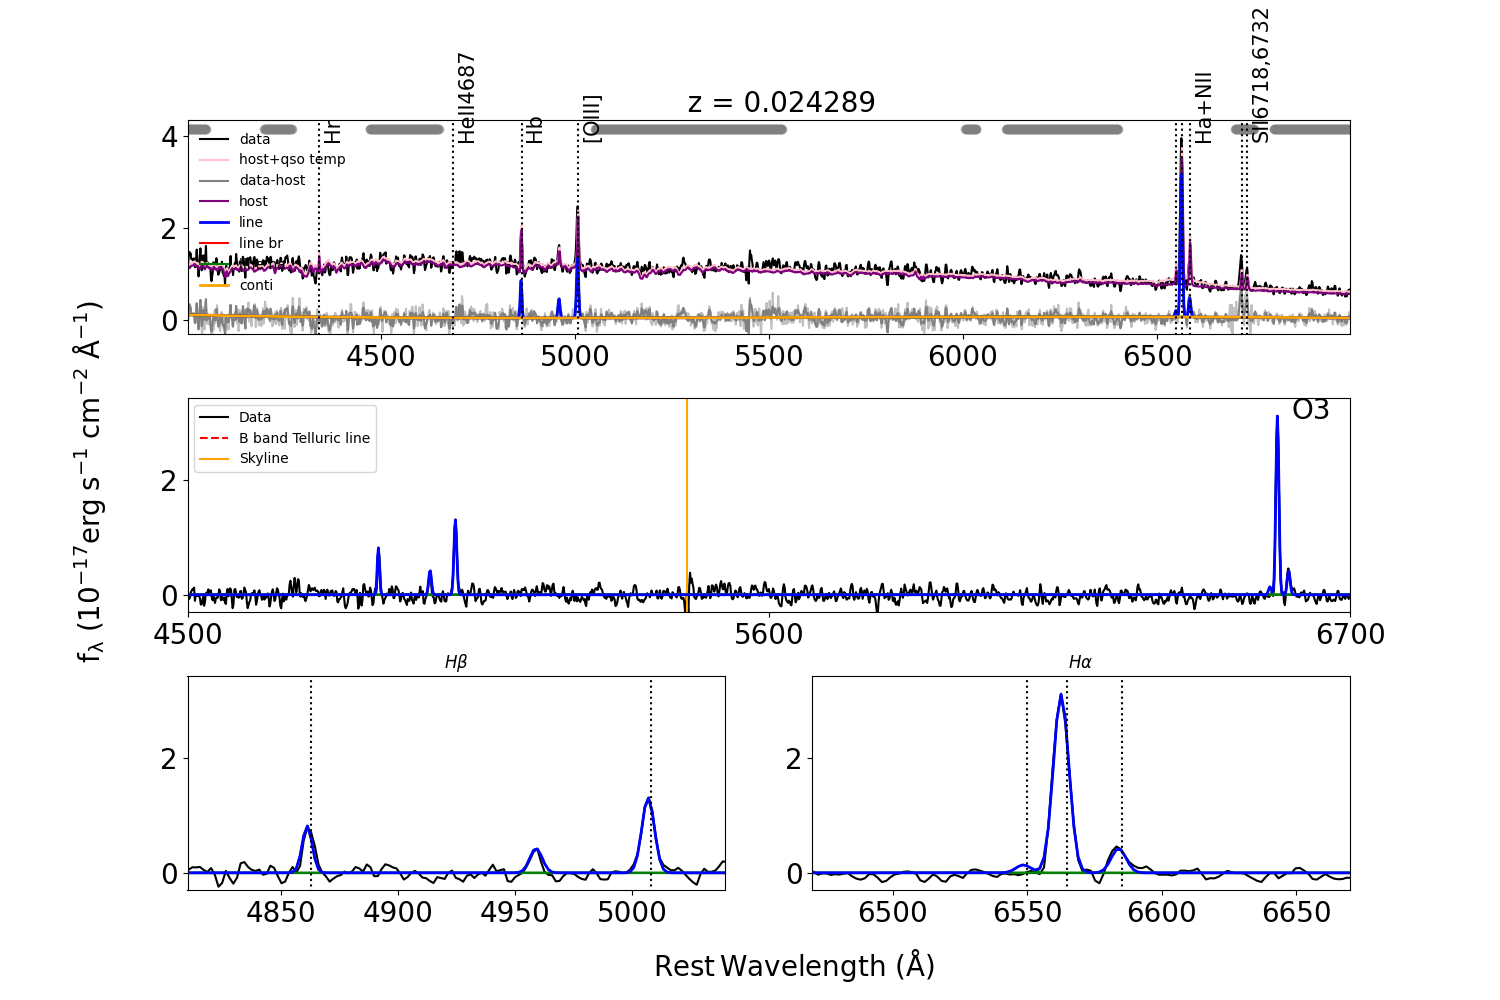 z = 0.024289
Hr
HeII4687
Hb
[OIII]
Ha+NII
SII6718,6732
data
host+qso temp
data-host
host
line
line br
conti
4
2
0
4500 5000 5500 6000 6500
O3
Data
B band Telluric line
Skyline
2
0
4500 5600 6700
fλ (10⁻¹⁷erg s⁻¹ cm⁻² Å⁻¹)
Hβ
2
0
4850 4900 4950 5000
Hα
2
0
6500 6550 6600 6650
Rest Wavelength (Å)